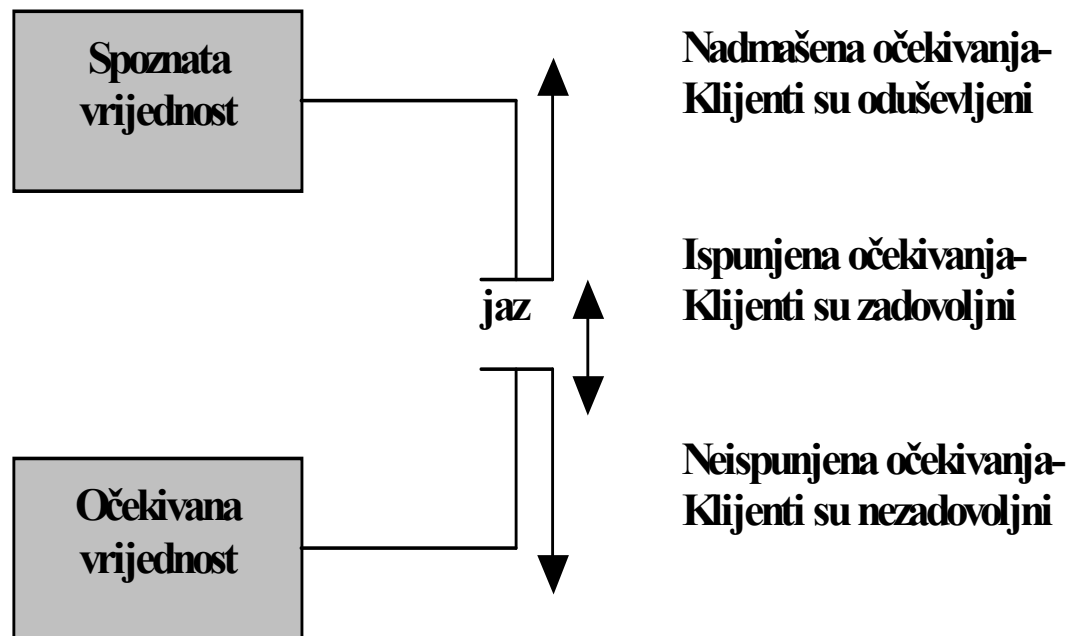 Spoznata
vrijednost
Nadmašena očekivanja-
Klijenti su oduševljeni
Ispunjena očekivanja-
Klijenti su zadovoljni
jaz
Neispunjena očekivanja-
Klijenti su nezadovoljni
Očekivana
vrijednost